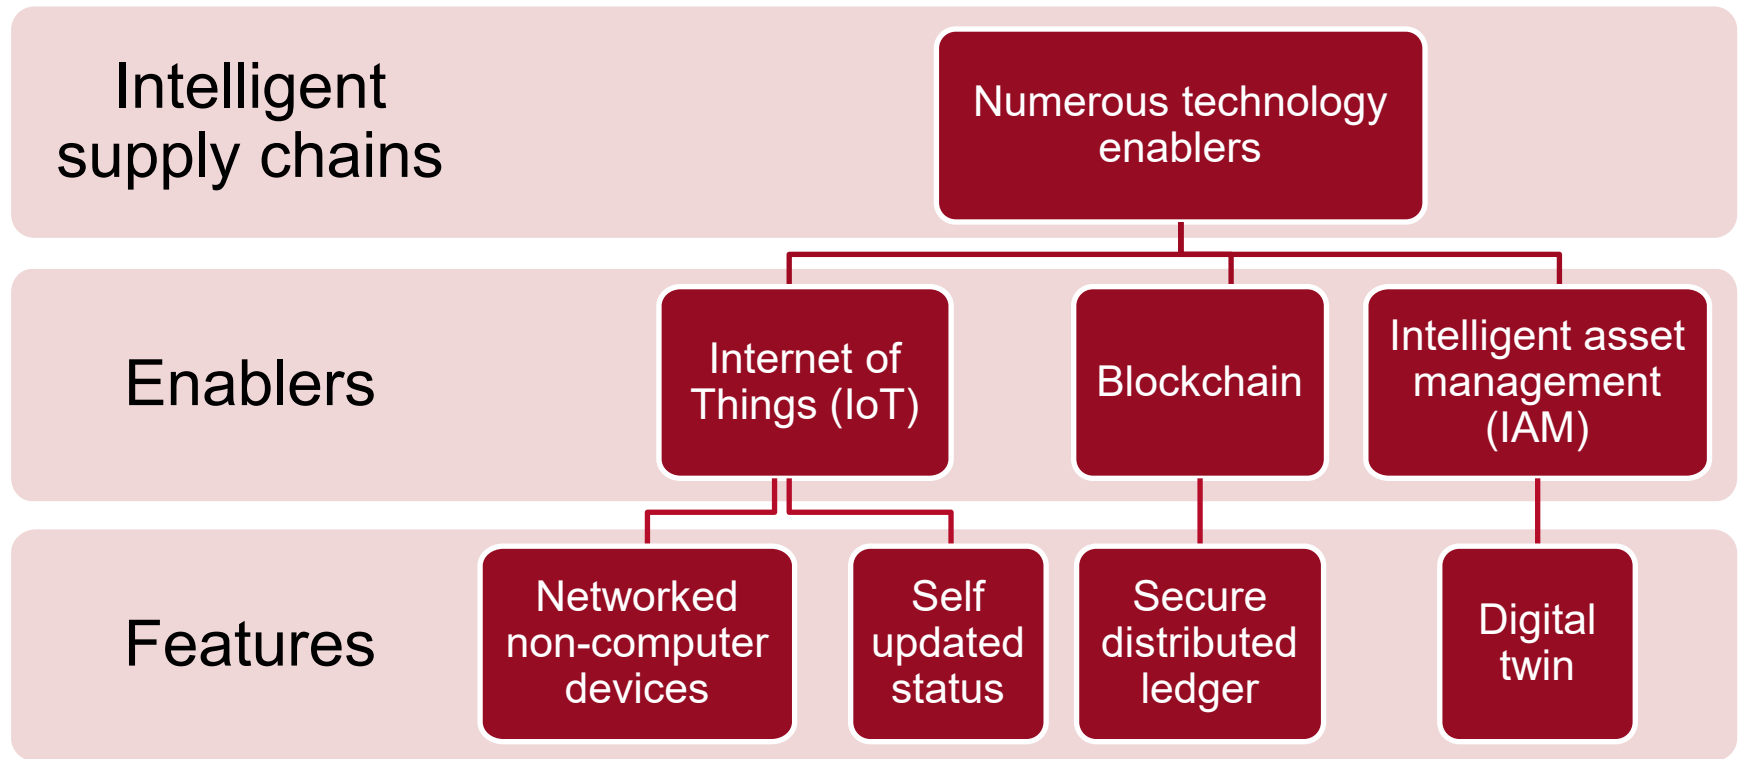 Intelligent
supply chains
Numerous technology
enablers
Enablers
Internet of
Things (IoT)
Blockchain
Intelligent asset
management
(IAM)
Features
Networked
non-computer
devices
Self
updated
status
Secure
distributed
ledger
Digital
twin